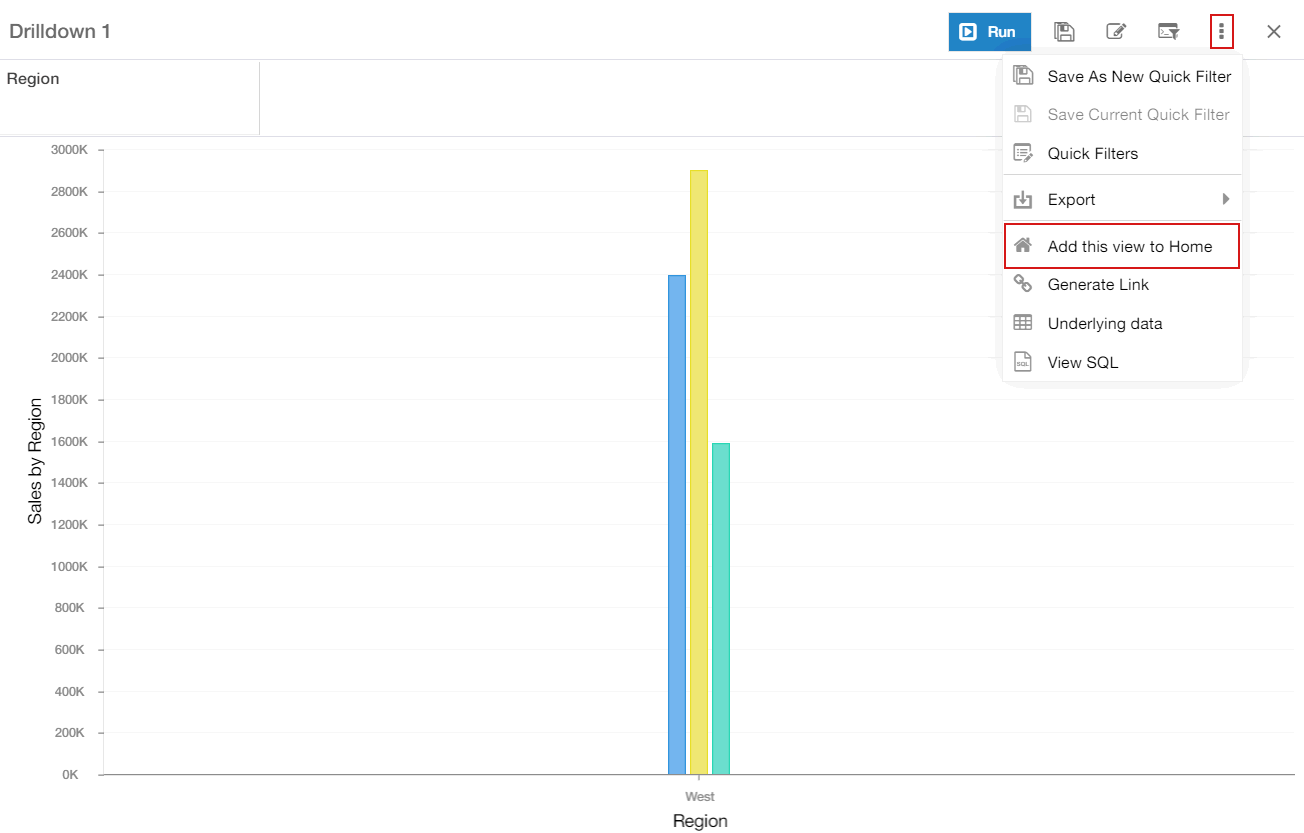 Drilldown 1
Run
Region
Save As New Quick Filter
Save Current Quick Filter
Quick Filters
Export
Add this view to Home
Generate Link
Underlying data
SQL
View SQL
3000K
2800K
2600K
2400K
2200K
2000K
1800K
1600K
1400K
1200K
1000K
800K
600K
400K
200K
0K
Sales by Region
West
Region